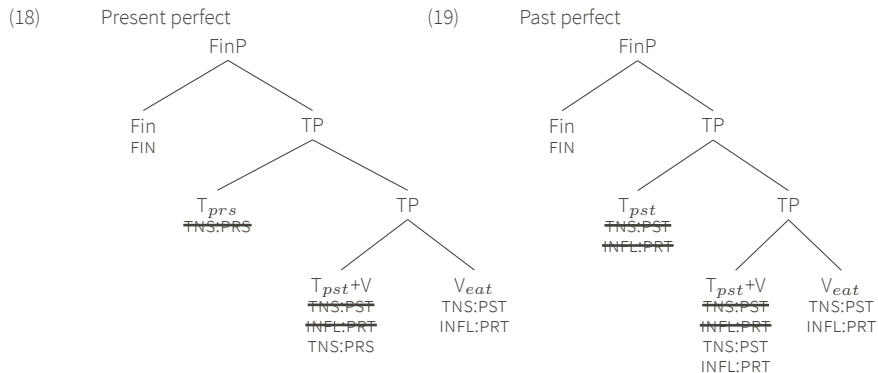 (18) Present perfect (19) Past perfect
FinP FinP
Fin TP Fin TP
FIN FIN
T_prs TP T_pst TP
TNS:PRS TNS:PST
INFL:PRT
T_pst+V V_eat T_pst+V V_eat
TNS:PST TNS:PST TNS:PST TNS:PST
INFL:PRT INFL:PRT INFL:PRT INFL:PRT
TNS:PRS TNS:PST
INFL:PRT